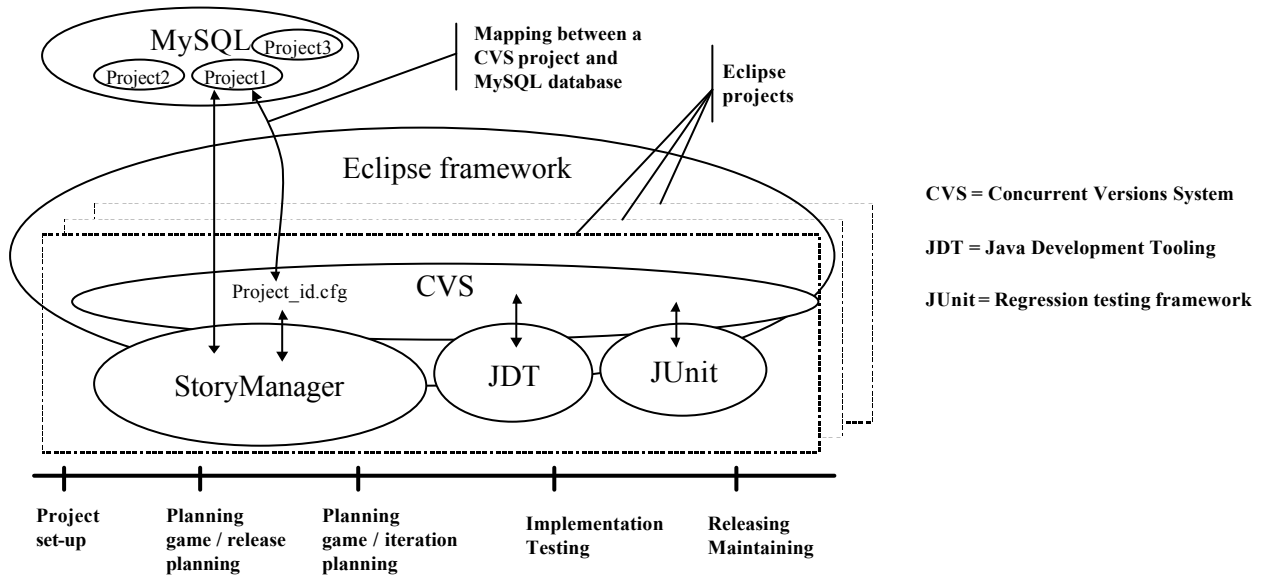 MySQL
Project3
Project2
Project1
Mapping between a
CVS project and
MySQL database
Eclipse
projects
Eclipse framework
CVS = Concurrent Versions System
JDT = Java Development Tooling
JUnit = Regression testing framework
Project_id.cfg
CVS
StoryManager
JDT
JUnit
Project
set-up
Planning
game / release
planning
Planning
game / iteration
planning
Implementation
Testing
Releasing
Maintaining